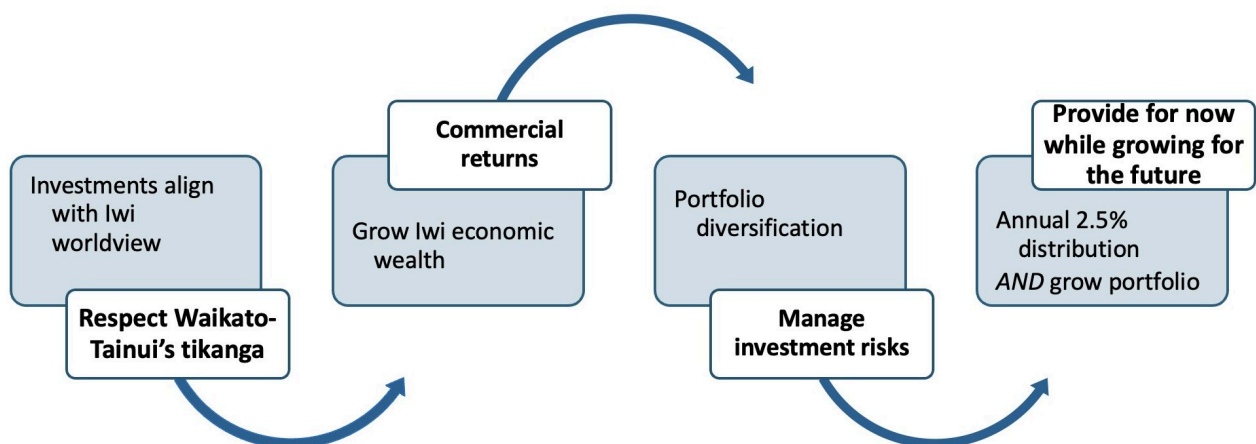 Investments align
with Iwi
worldview
Respect Waikato-
Tainui's tikanga
Commercial
returns
Grow Iwi economic
wealth
Portfolio
diversification
Manage
investment risks
Provide for now
while growing for
the future
Annual 2.5%
distribution
AND grow portfolio